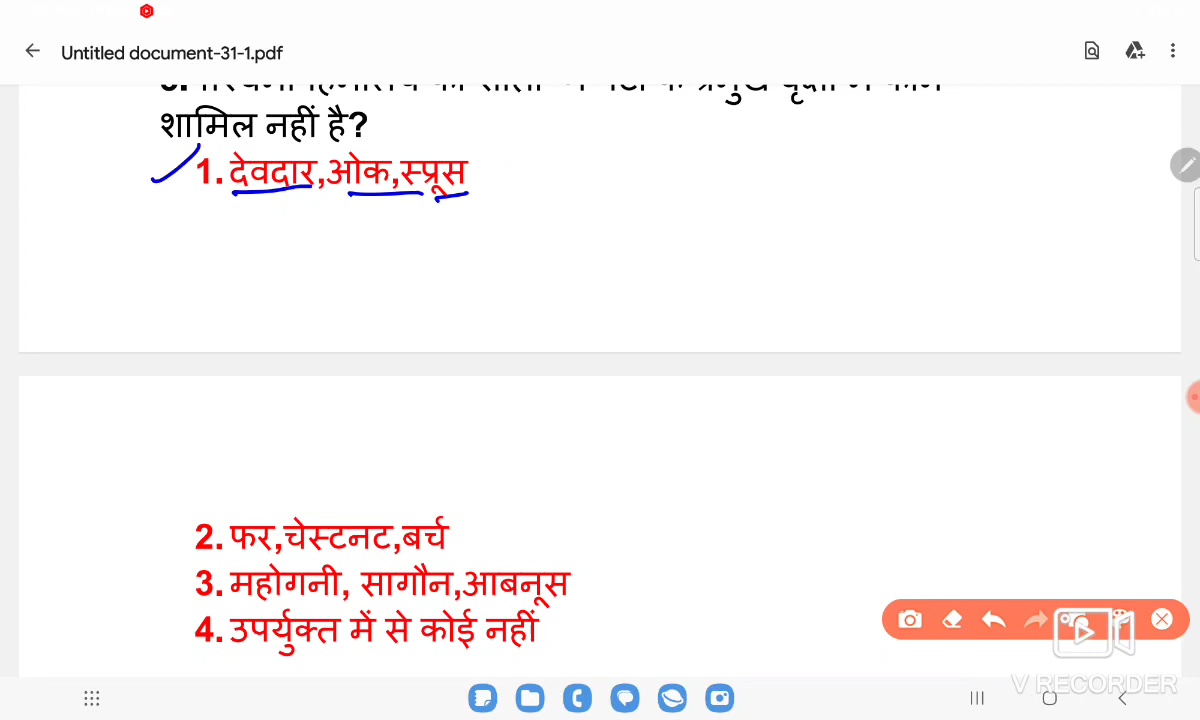 Untitled document-31-1.pdf
प्रमुख
शामिल नहीं है?
1. देवदार,ओक,स्प्रूस
2. फर,चेस्टनट,बर्च
3. महोगनी, सागौन,आबनूस
4. उपर्युक्त में से कोई नहीं
V RECORDER